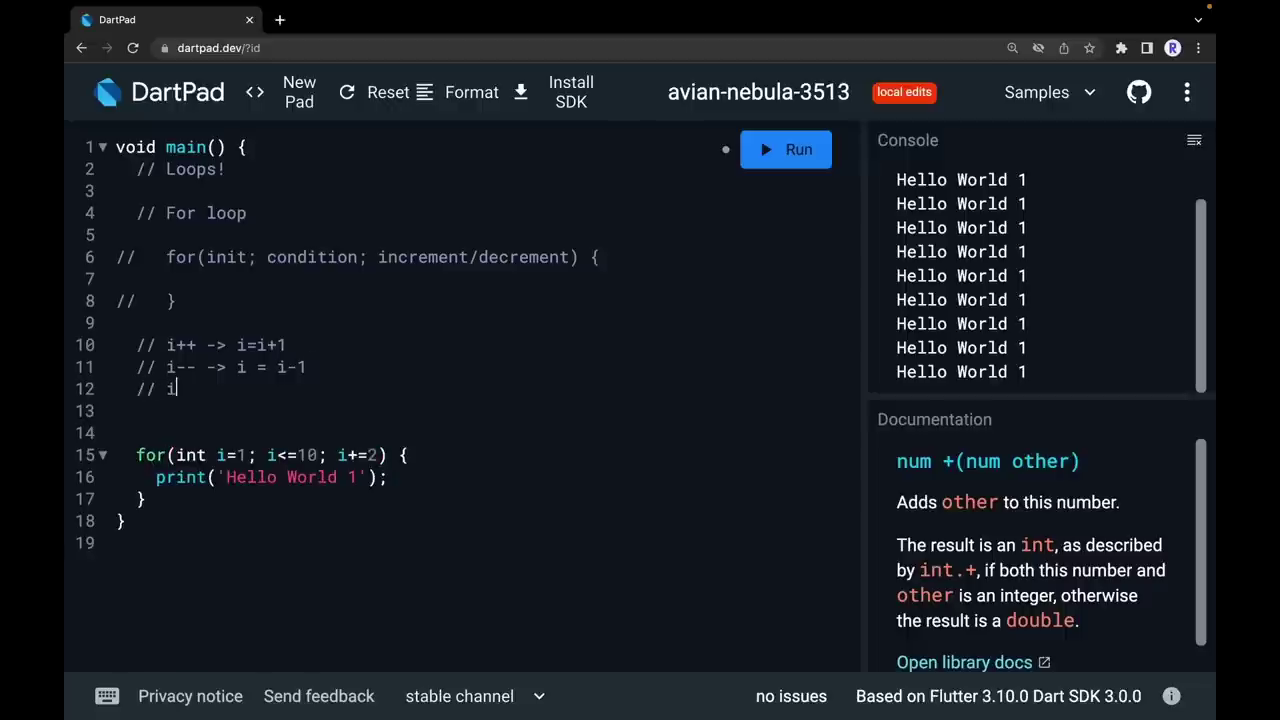 DartPad
dartpad.dev/?id
R
DartPad
<> New Pad
Reset
Format
Install SDK
avian-nebula-3513
local edits
Samples
1 void main() {
2 // Loops!
3
4 // For loop
5
6 // for(init; condition; increment/decrement) {
7
8 // }
9
10 // i++ -> i=i+1
11 // i-- -> i = i-1
12 // i
13
14
15 for(int i=1; i<=10; i+=2) {
16 print('Hello World 1');
17 }
18 }
19
Run
Console
Hello World 1
Hello World 1
Hello World 1
Hello World 1
Hello World 1
Hello World 1
Hello World 1
Hello World 1
Hello World 1
Documentation
num +(num other)
Adds other to this number.
The result is an int, as described
by int.+, if both this number and
other is an integer, otherwise
the result is a double.
Open library docs
Privacy notice
Send feedback
stable channel
no issues
Based on Flutter 3.10.0 Dart SDK 3.0.0